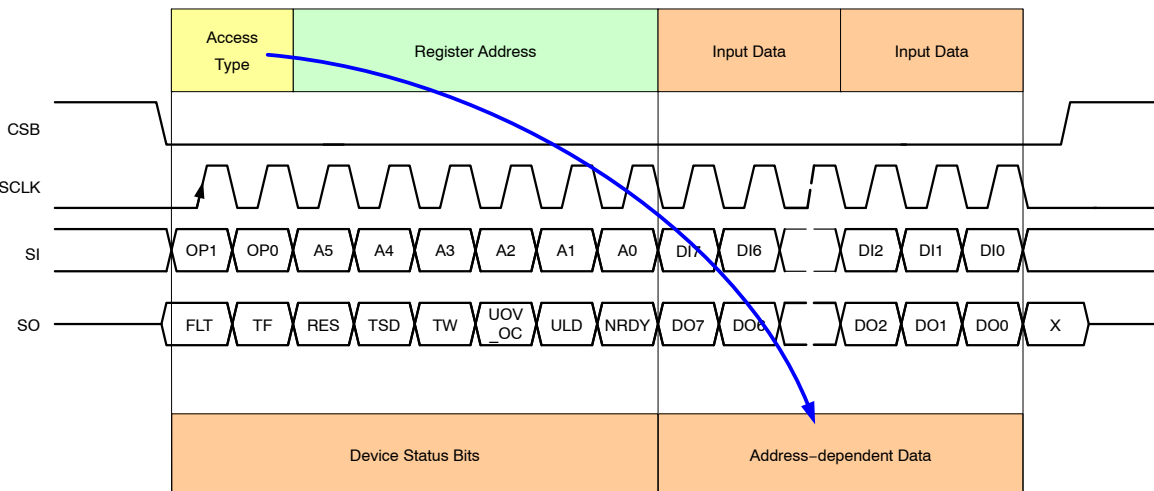 Access
Type
Register Address
Input Data
Input Data
CSB
SCLK
SI
OP1 OP0 A5 A4 A3 A2 A1 A0 DI7 DI6 DI2 DI1 DI0
SO
FLT TF RES TSD TW UOV
_OC ULD NRDY DO7 DO6 DO2 DO1 DO0 X
Device Status Bits
Address−dependent Data